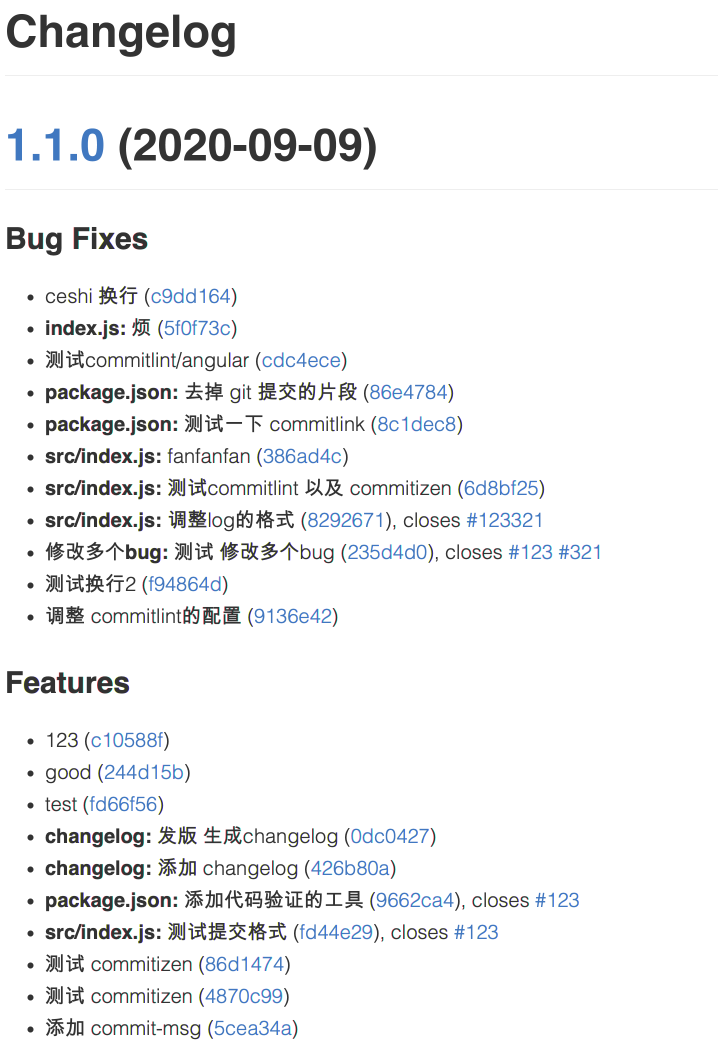 Changelog
1.1.0 (2020-09-09)
Bug Fixes
• ceshi 换行 (c9dd164)
• index.js: 烦 (5f0f73c)
• 测试commitlint/angular (cdc4ece)
• package.json: 去掉 git 提交的片段 (86e4784)
• package.json: 测试一下 commitlink (8c1dec8)
• src/index.js: fanfanfan (386ad4c)
• src/index.js: 测试commitlint 以及 commitizen (6d8bf25)
• src/index.js: 调整log的格式 (8292671), closes #123321
• 修改多个bug: 测试 修改多个bug (235d4d0), closes #123 #321
• 测试换行2 (f94864d)
• 调整 commitlint的配置 (9136e42)
Features
• 123 (c10588f)
• good (244d15b)
• test (fd66f56)
• changelog: 发版 生成changelog (0dc0427)
• changelog: 添加 changelog (426b80a)
• package.json: 添加代码验证的工具 (9662ca4), closes #123
• src/index.js: 测试提交格式 (fd44e29), closes #123
• 测试 commitizen (86d1474)
• 测试 commitizen (4870c99)
• 添加 commit-msg (5cea34a)